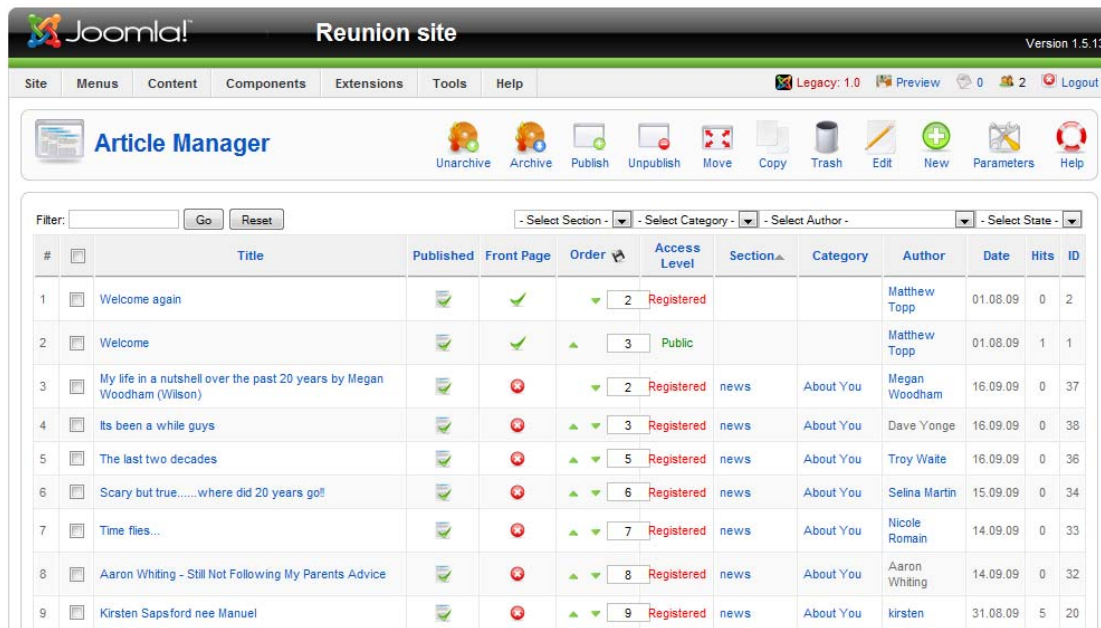 Joomla!™ Reunion site
Version 1.5.13
Site Menus Content Components Extensions Tools Help Legacy: 1.0 Preview 0 2 Logout
Article Manager
Unarchive Archive Publish Unpublish Move Copy Trash Edit New Parameters Help
Filter: Go Reset - Select Section - - Select Category - - Select Author - - Select State -
# Title Published Front Page Order Access Level Section Category Author Date Hits ID
1 Welcome again 2 Registered Matthew Topp 01.08.09 0 2
2 Welcome 3 Public Matthew Topp 01.08.09 1 1
3 My life in a nutshell over the past 20 years by Megan Woodham (Wilson) 2 Registered news About You Megan Woodham 16.09.09 0 37
4 Its been a while guys 3 Registered news About You Dave Yonge 16.09.09 0 38
5 The last two decades 5 Registered news About You Troy Waite 16.09.09 0 36
6 Scary but true......where did 20 years go!! 6 Registered news About You Selina Martin 15.09.09 0 34
7 Time flies... 7 Registered news About You Nicole Romain 14.09.09 0 33
8 Aaron Whiting - Still Not Following My Parents Advice 8 Registered news About You Aaron Whiting 14.09.09 0 32
9 Kirsten Sapsford nee Manuel 9 Registered news About You kirsten 31.08.09 5 20